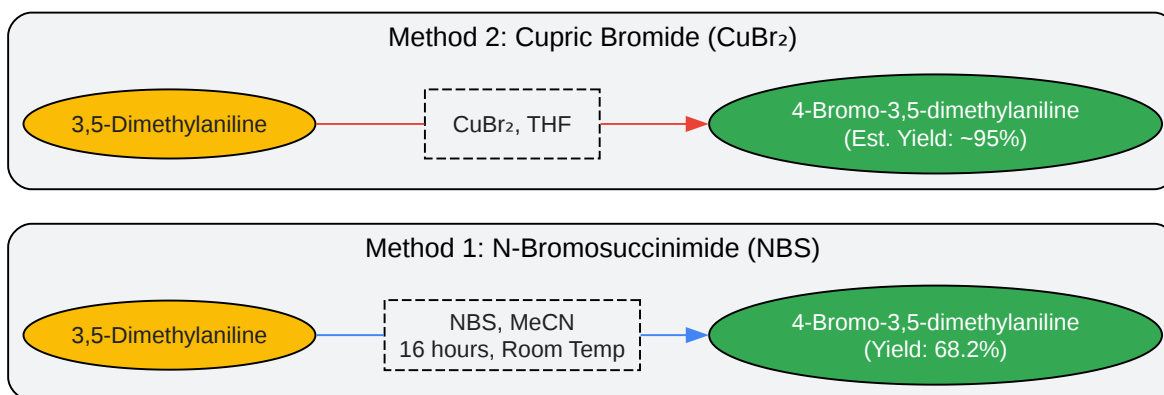 Method 2: Cupric Bromide (CuBr₂)
3,5-Dimethylaniline
CuBr₂, THF
4-Bromo-3,5-dimethylaniline
(Est. Yield: ~95%)
Method 1: N-Bromosuccinimide (NBS)
3,5-Dimethylaniline
NBS, MeCN
16 hours, Room Temp
4-Bromo-3,5-dimethylaniline
(Yield: 68.2%)